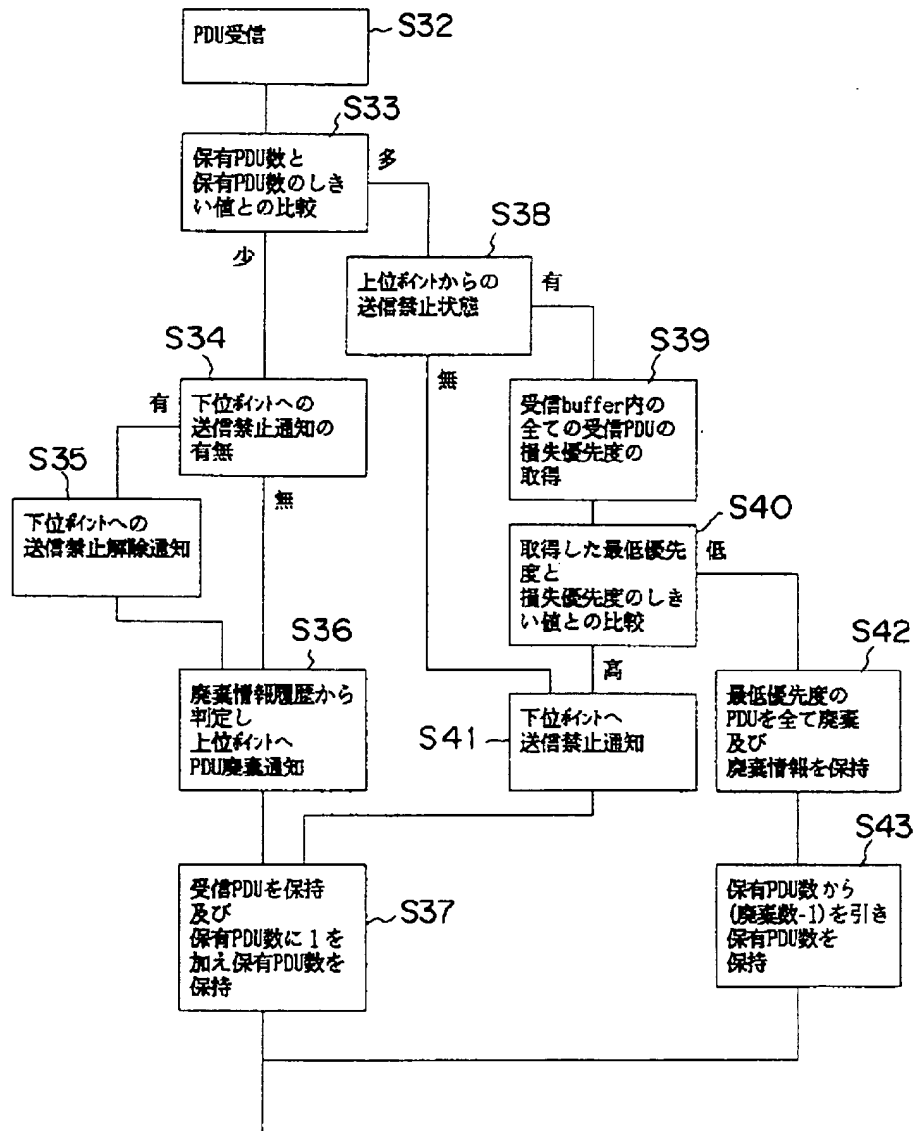 S32
PDU受信
S33
保有PDU数と
保有PDU数のしき
い値との比較
多
少
S38
上位ポイントからの
送信禁止状態
有
無
S34
有
下位ポイントへの
送信禁止通知の
有無
無
S39
受信buffer内の
全ての受信PDUの
損失優先度の
取得
S35
下位ポイントへの
送信禁止解除通知
S40
取得した最低優先
度と
損失優先度のしき
い値との比較
低
高
S36
廃棄情報履歴から
判定し
上位ポイントへ
PDU廃棄通知
S41
下位ポイントへ
送信禁止通知
S42
最低優先度の
PDUを全て廃棄
及び
廃棄情報を保持
S37
受信PDUを保持
及び
保有PDU数に1を
加え保有PDU数を
保持
S43
保有PDU数から
(廃棄数-1)を引き
保有PDU数を
保持